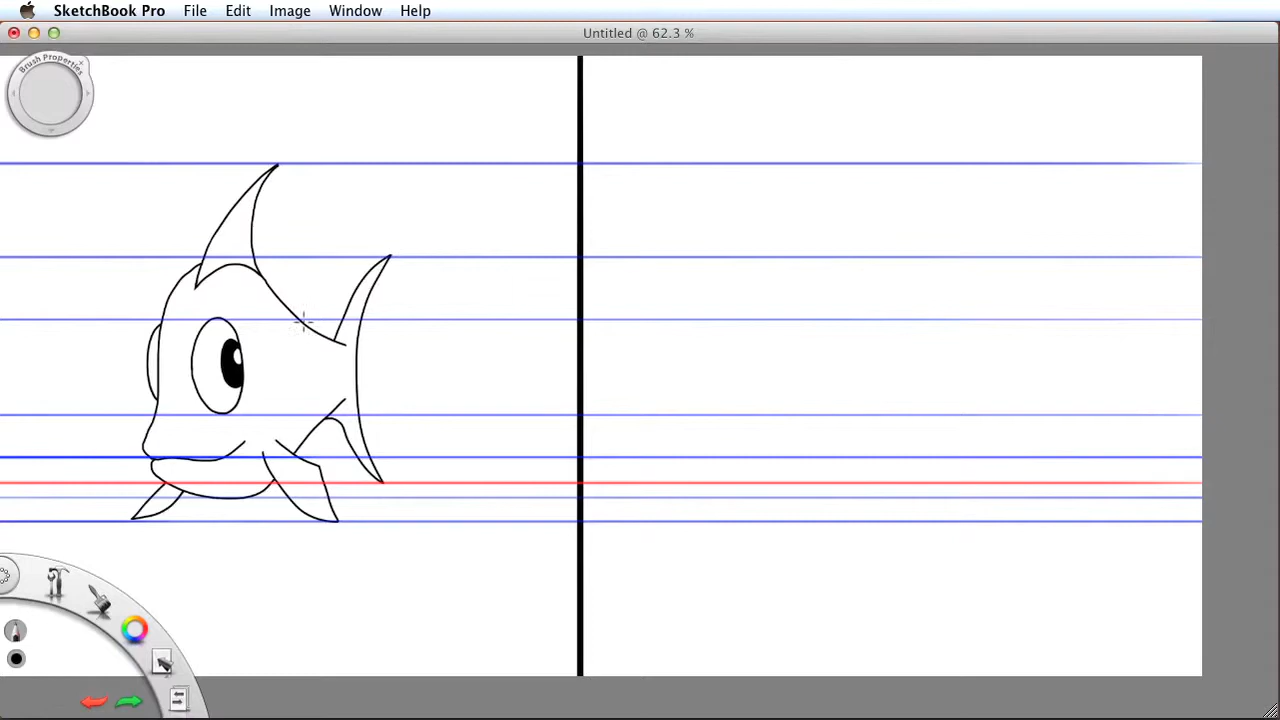 SketchBook Pro File Edit Image Window Help
Untitled @ 62.3 %
Brush Properties